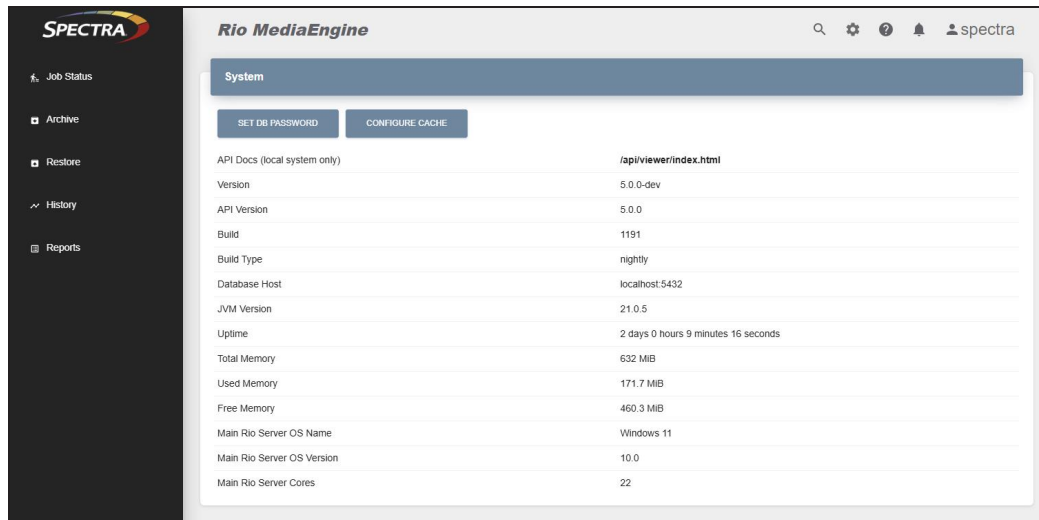 SPECTRA
Rio MediaEngine
spectra
Job Status
Archive
Restore
History
Reports
System
SET DB PASSWORD CONFIGURE CACHE
API Docs (local system only) /api/viewer/index.html
Version 5.0.0-dev
API Version 5.0.0
Build 1191
Build Type nightly
Database Host localhost:5432
JVM Version 21.0.5
Uptime 2 days 0 hours 9 minutes 16 seconds
Total Memory 632 MiB
Used Memory 171.7 MiB
Free Memory 460.3 MiB
Main Rio Server OS Name Windows 11
Main Rio Server OS Version 10.0
Main Rio Server Cores 22